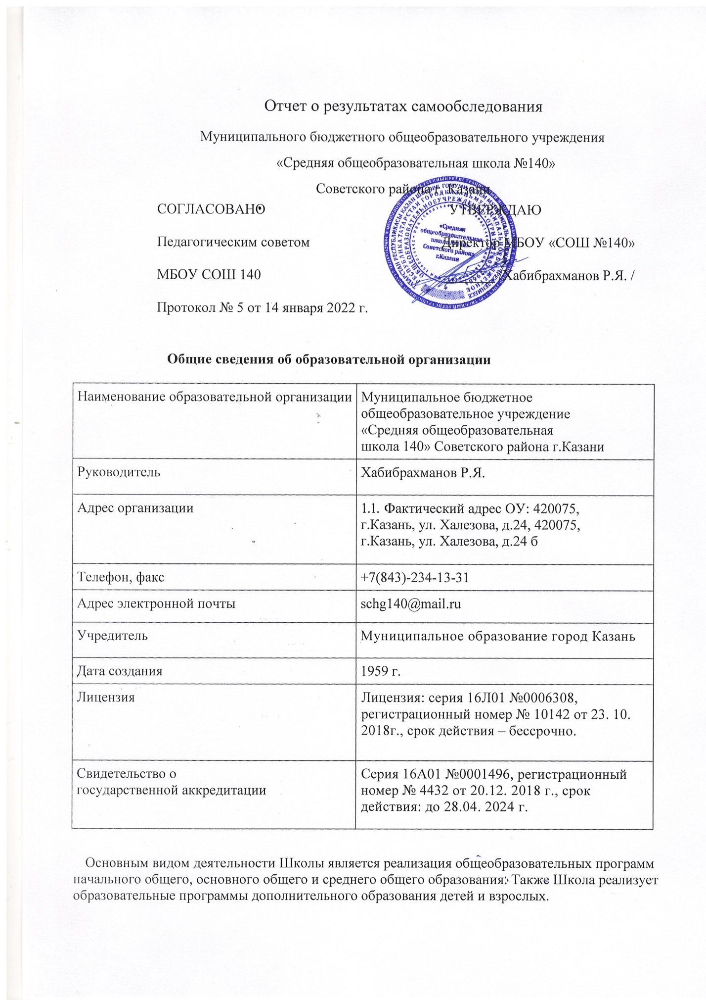 Отчет о результатах самообследования
Муниципального бюджетного общеобразовательного учреждения
«Средняя общеобразовательная школа №140»
Советского района г. Казани
СОГЛАСОВАНО УТВЕРЖДАЮ
Педагогическим советом Директор МБОУ «СОШ №140»
МБОУ СОШ 140 /Хабибрахманов Р.Я. /
Протокол № 5 от 14 января 2022 г.
«Средняя
общеобразовательная
школа №140»
Советского района
г.Казани
Общие сведения об образовательной организации
Наименование образовательной организации
Муниципальное бюджетное
общеобразовательное учреждение
«Средняя общеобразовательная
школа 140» Советского района г.Казани
Руководитель
Хабибрахманов Р.Я.
Адрес организации
1.1. Фактический адрес ОУ: 420075,
г.Казань, ул. Халезова, д.24, 420075,
г.Казань, ул. Халезова, д.24 б
Телефон, факс
+7(843)-234-13-31
Адрес электронной почты
schg140@mail.ru
Учредитель
Муниципальное образование город Казань
Дата создания
1959 г.
Лицензия
Лицензия: серия 16Л01 №0006308,
регистрационный номер № 10142 от 23. 10.
2018г., срок действия – бессрочно.
Свидетельство о
государственной аккредитации
Серия 16А01 №0001496, регистрационный
номер № 4432 от 20.12. 2018 г., срок
действия: до 28.04. 2024 г.
Основным видом деятельности Школы является реализация общеобразовательных программ
начального общего, основного общего и среднего общего образования. Также Школа реализует
образовательные программы дополнительного образования детей и взрослых.